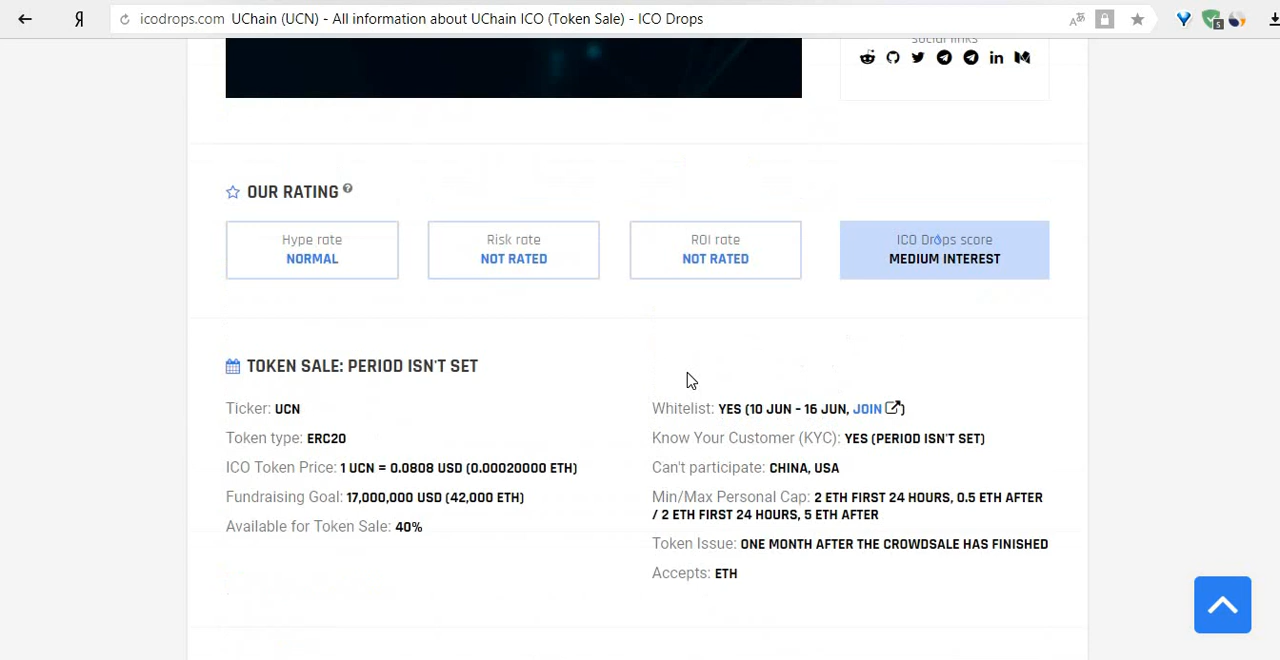 Я icodrops.com UChain (UCN) - All information about UChain ICO (Token Sale) - ICO Drops
5
Social links
OUR RATING ?
Hype rate
NORMAL
Risk rate
NOT RATED
ROI rate
NOT RATED
ICO Drops score
MEDIUM INTEREST
TOKEN SALE: PERIOD ISN'T SET
Ticker: UCN
Token type: ERC20
ICO Token Price: 1 UCN = 0.0808 USD (0.00020000 ETH)
Fundraising Goal: 17,000,000 USD (42,000 ETH)
Available for Token Sale: 40%
Whitelist: YES (10 JUN - 16 JUN, JOIN )
Know Your Customer (KYC): YES (PERIOD ISN'T SET)
Can't participate: CHINA, USA
Min/Max Personal Cap: 2 ETH FIRST 24 HOURS, 0.5 ETH AFTER
/ 2 ETH FIRST 24 HOURS, 5 ETH AFTER
Token Issue: ONE MONTH AFTER THE CROWDSALE HAS FINISHED
Accepts: ETH